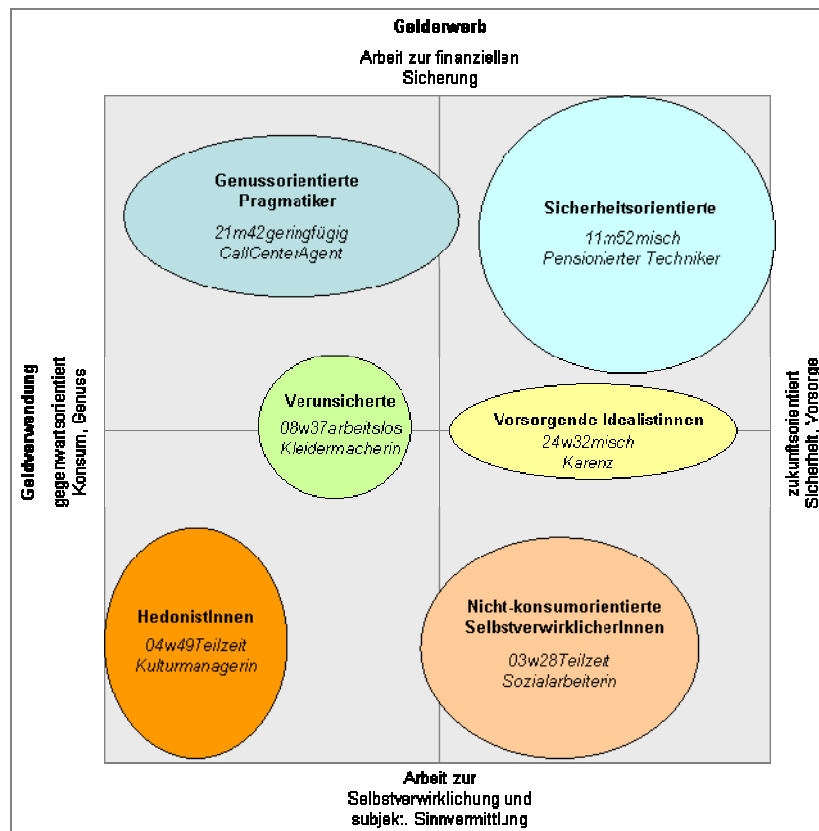 Gelderwerb
Arbeit zur finanziellen
Sicherung
Genussorientierte
Pragmatiker
21m42geringfügig
CallCenterAgent
Sicherheitsorientierte
11m52misch
Pensionierter Techniker
Geldverwendung
gegenwartsorientiert
Konsum, Genuss
Verunsicherte
08w37arbeitslos
Kleidermacherin
Vorsorgende Idealistinnen
24w32misch
Karenz
zukunftsorientiert
Sicherheit, Vorsorge
HedonistInnen
04w49Teilzeit
Kulturmanagerin
Nicht-konsumorientierte
SelbstverwirklicherInnen
03w28Teilzeit
Sozialarbeiterin
Arbeit zur
Selbstverwirklichung und
subjekt. Sinnvermittlung